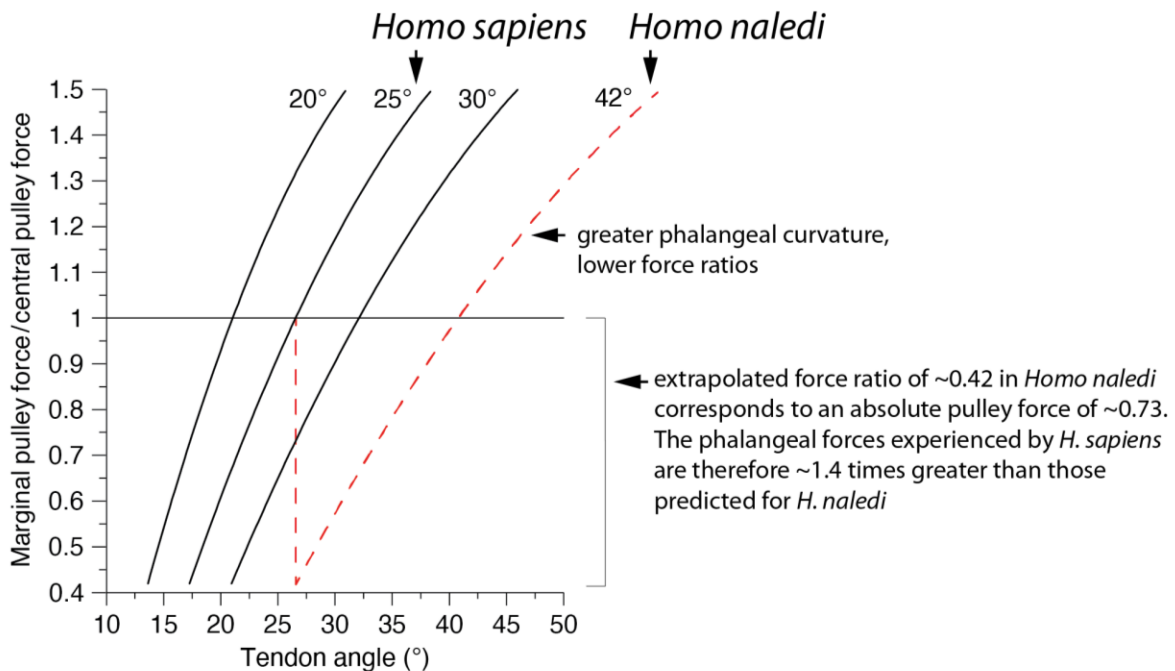 Homo sapiens
Homo naledi
20°
25°
30°
42°
Marginal pulley force/central pulley force
1.5
1.4
1.3
1.2
1.1
1
0.9
0.8
0.7
0.6
0.5
0.4
greater phalangeal curvature,
lower force ratios
extrapolated force ratio of ~0.42 in Homo naledi
corresponds to an absolute pulley force of ~0.73.
The phalangeal forces experienced by H. sapiens
are therefore ~1.4 times greater than those
predicted for H. naledi
10
15
20
25
30
35
40
45
50
Tendon angle (°)